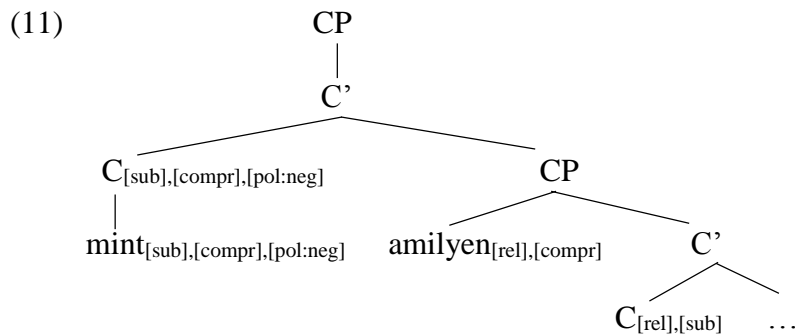 (11) CP
C’
C[sub],[compr],[pol:neg] CP
mint[sub],[compr],[pol:neg] amilyen[rel],[compr] C’
C[rel],[sub] …